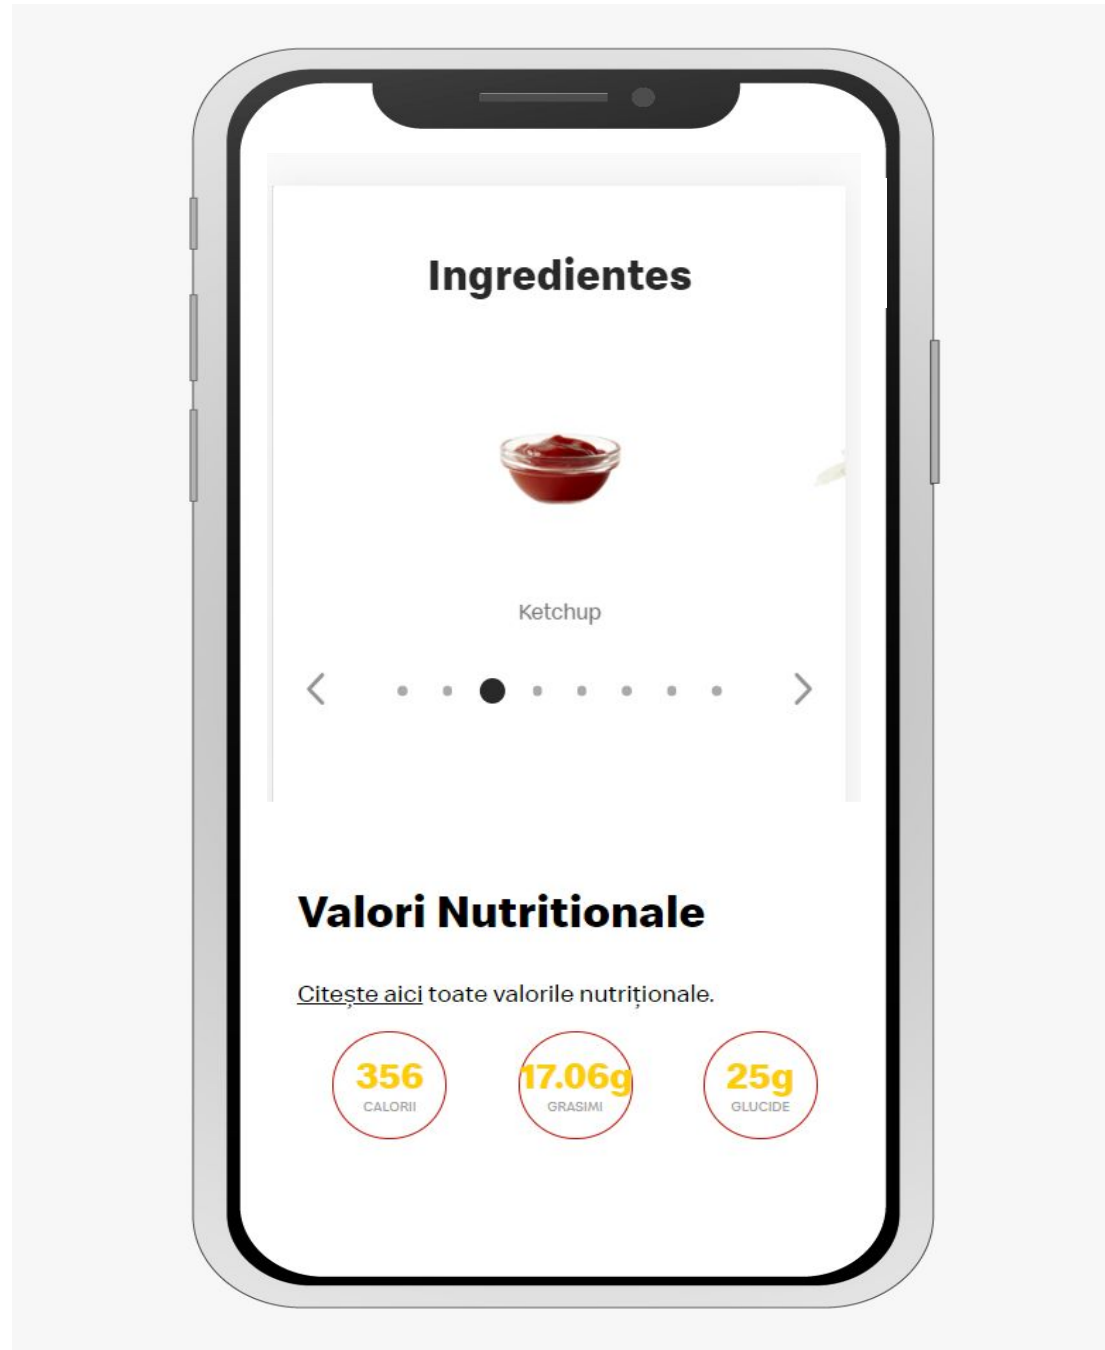 Ingredientes
Ketchup
Valori Nutritionale
Citește aici toate valorile nutriționale.
356 17.06g 25g
CALORII GRASIMI GLUCIDE